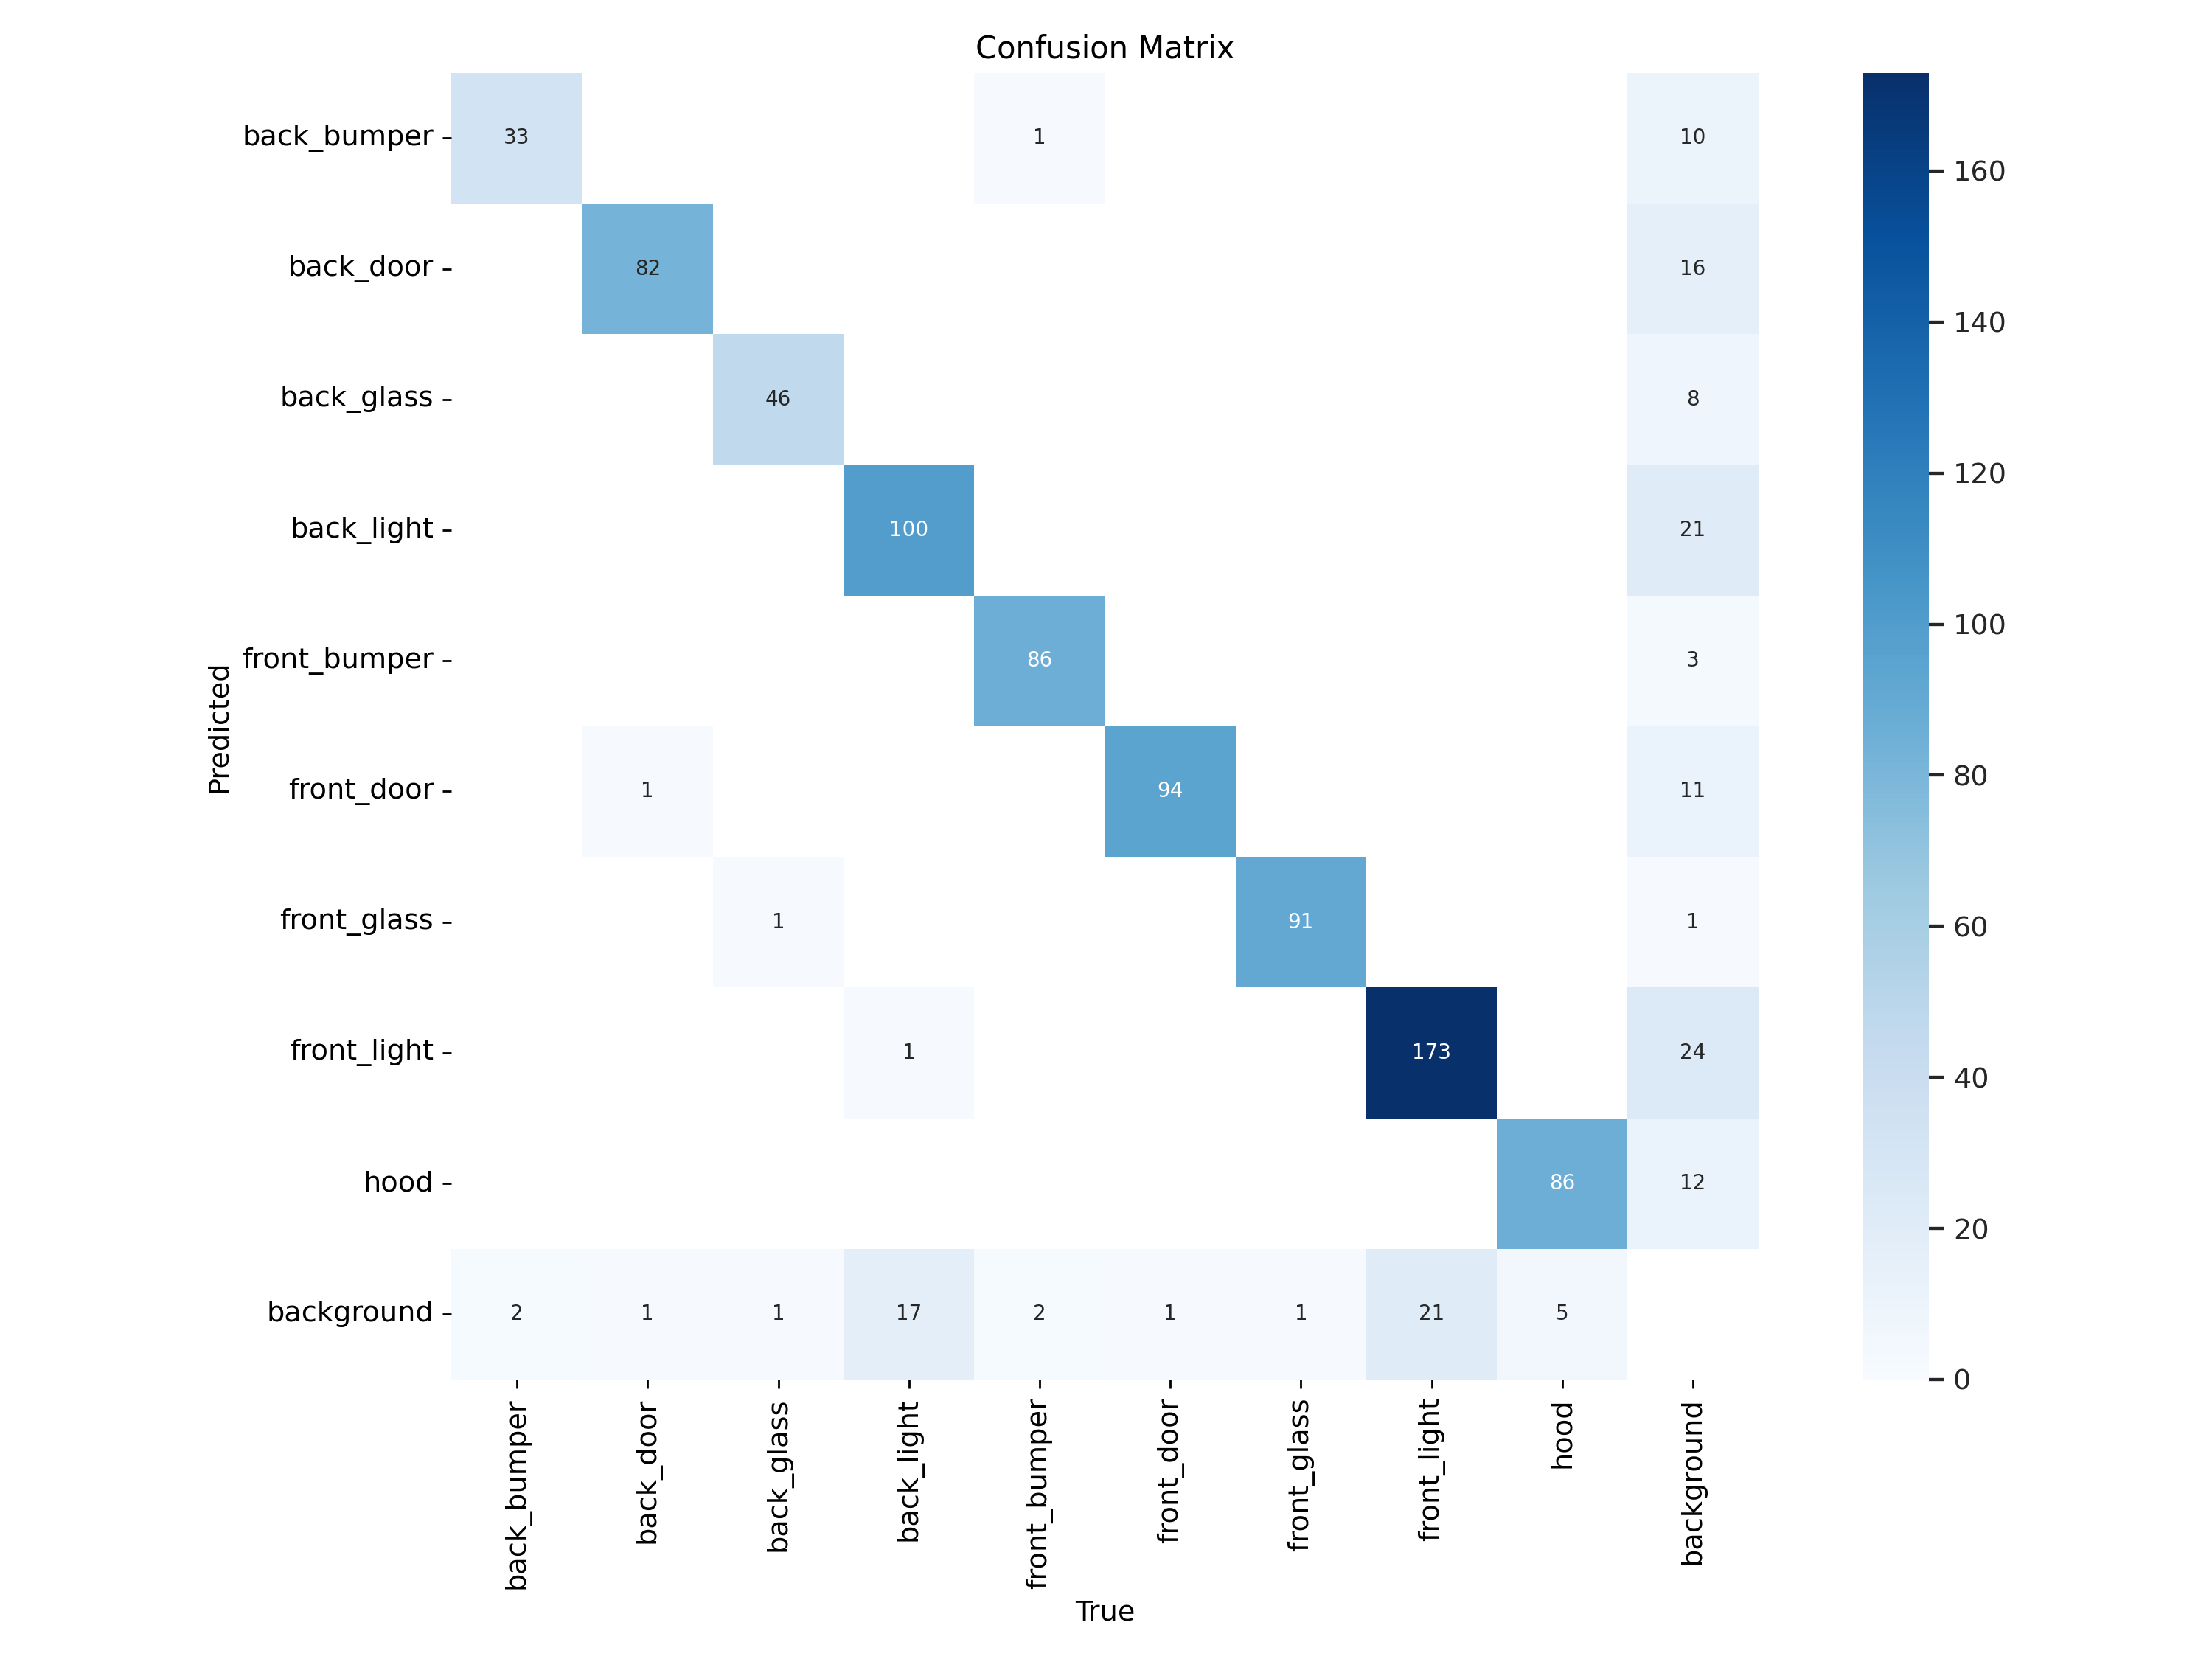 Confusion Matrix
back_bumper 33 1 10
back_door 82 16
back_glass 46 8
back_light 100 21
front_bumper 86 3
front_door 1 94 11
front_glass 1 91 1
front_light 1 173 24
hood 86 12
background 2 1 1 17 2 1 1 21 5
Predicted
back_bumper
back_door
back_glass
back_light
front_bumper
front_door
front_glass
front_light
hood
background
True
160
140
120
100
80
60
40
20
0